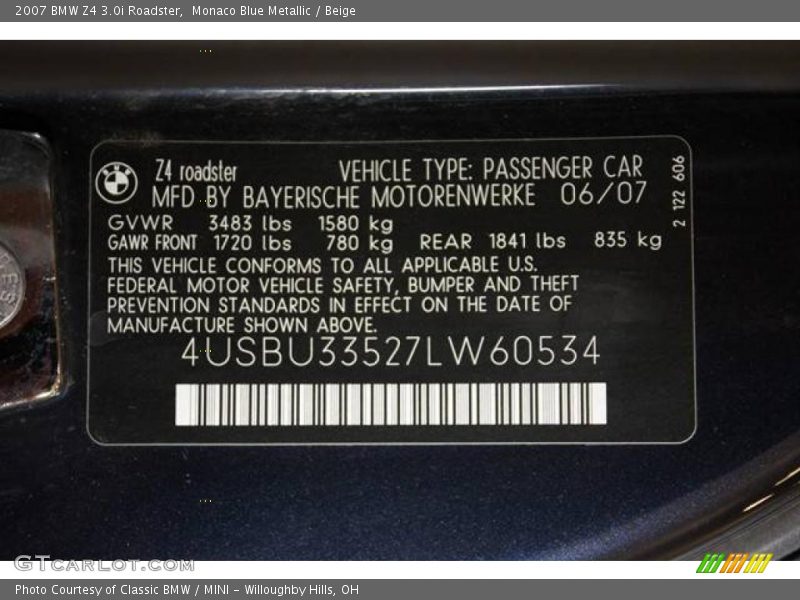 2007 BMW Z4 3.0i Roadster, Monaco Blue Metallic / Beige
Z4 roadster VEHICLE TYPE: PASSENGER CAR
MFD BY BAYERISCHE MOTORENWERKE 06/07
2 122 606
GVWR 3483 lbs 1580 kg
GAWR FRONT 1720 lbs 780 kg REAR 1841 lbs 835 kg
THIS VEHICLE CONFORMS TO ALL APPLICABLE U.S.
FEDERAL MOTOR VEHICLE SAFETY, BUMPER AND THEFT
PREVENTION STANDARDS IN EFFECT ON THE DATE OF
MANUFACTURE SHOWN ABOVE.
4USBU33527LW60534
GTCARLOT.COM
Photo Courtesy of Classic BMW / MINI - Willoughby Hills, OH